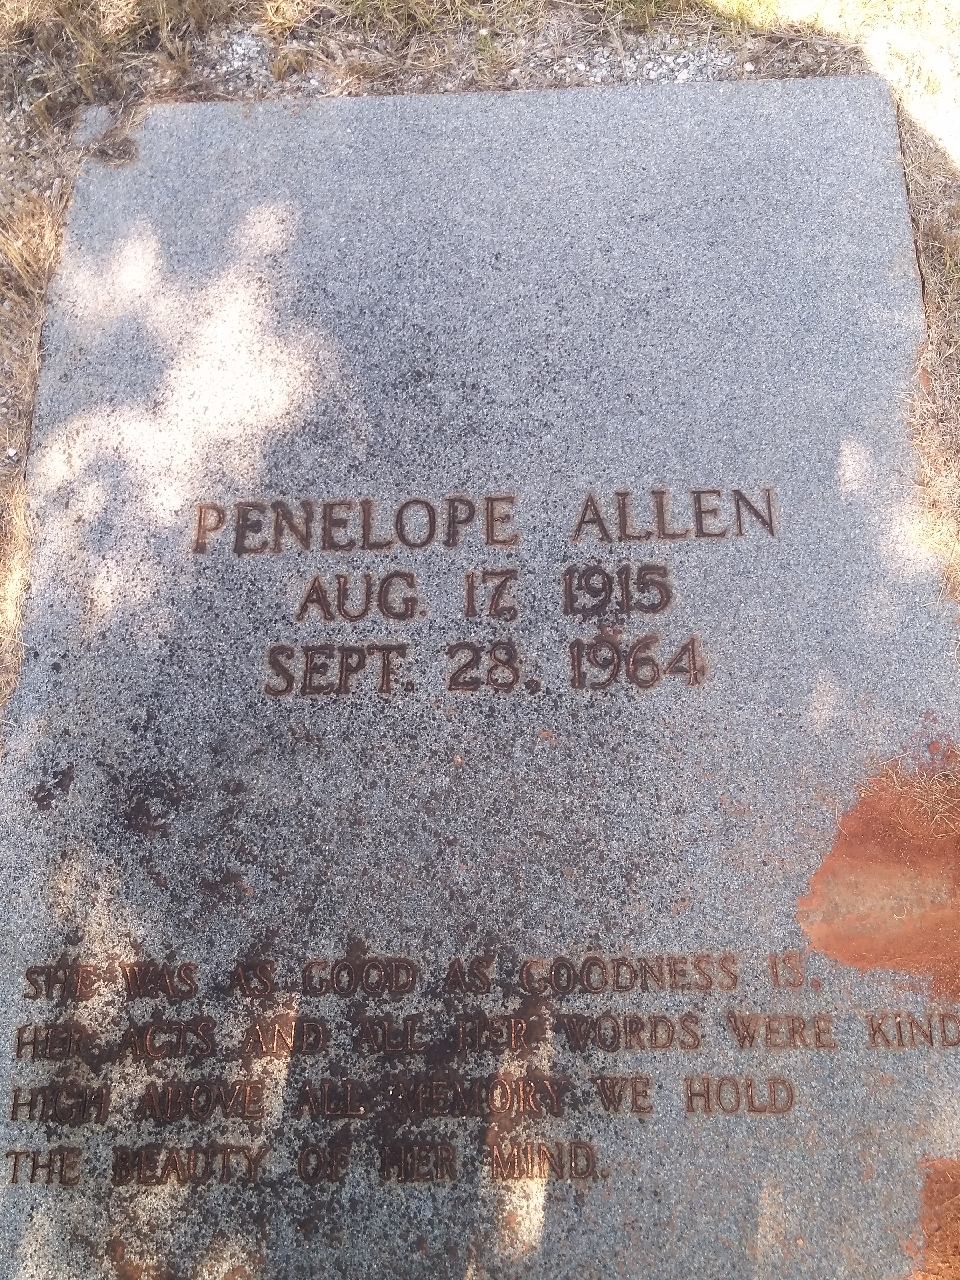 PENELOPE ALLEN
AUG. 17, 1915
SEPT. 28, 1964
SHE WAS AS GOOD AS GOODNESS IS.
HER ACTS AND ALL HER WORDS WERE KIND
HIGH ABOVE ALL MEMORY WE HOLD
THE BEAUTY OF HER MIND.